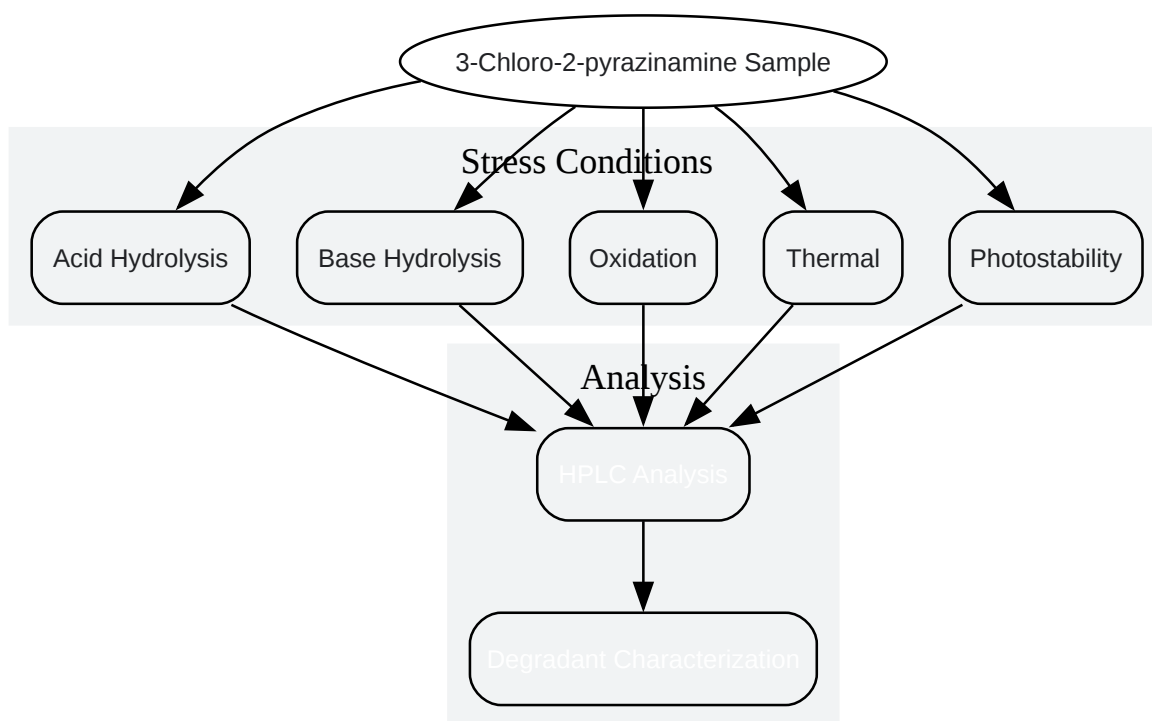 3-Chloro-2-pyrazinamine Sample
Stress Conditions
Acid Hydrolysis
Base Hydrolysis
Oxidation
Thermal
Photostability
Analysis
HPLC Analysis
Degradant Characterization